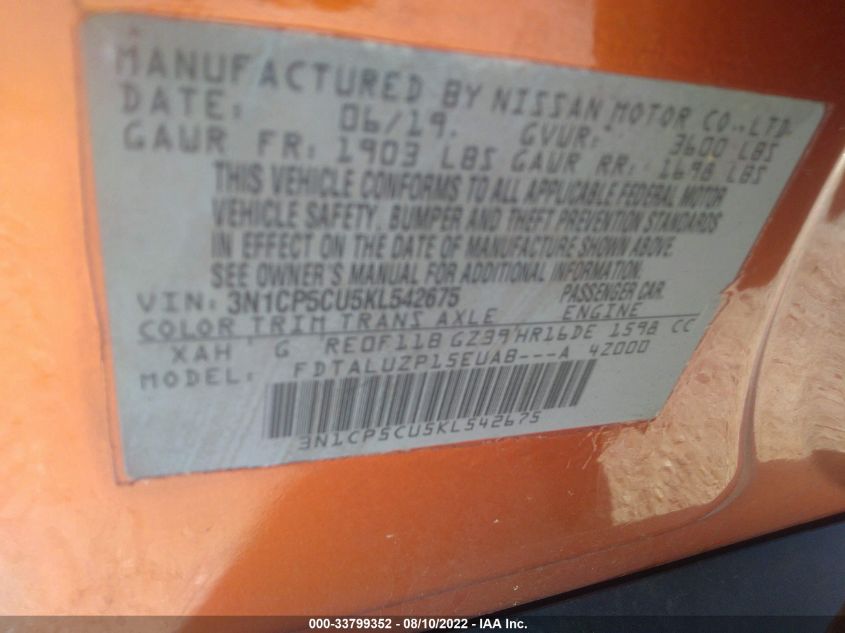 MANUFACTURED BY NISSAN MOTOR CO.,LTD.
DATE: 06/19. GVWR: 3600 LBS
GAWR FR: 1903 LBS GAWR RR: 1698 LBS
THIS VEHICLE CONFORMS TO ALL APPLICABLE FEDERAL MOTOR
VEHICLE SAFETY, BUMPER AND THEFT PREVENTION STANDARDS
IN EFFECT ON THE DATE OF MANUFACTURE SHOWN ABOVE.
SEE OWNER'S MANUAL FOR ADDITIONAL INFORMATION.
VIN: 3N1CP5CU5KL542675 PASSENGER CAR.
COLOR TRIM TRANS AXLE ENGINE
XAH G RE0F11B GZ39 HR16DE 1598 CC
MODEL: FDTALUZP15EUAB---A 4Z000
3N1CP5CU5KL542675
000-33799352 - 08/10/2022 - IAA Inc.